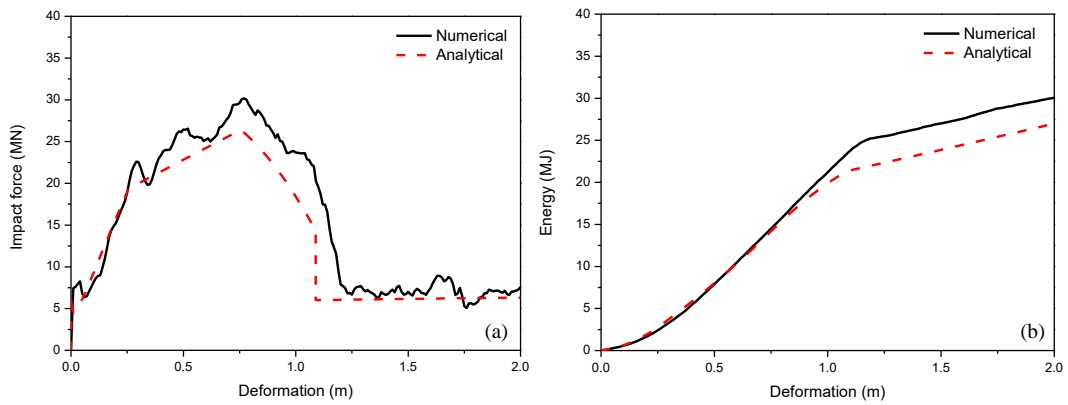 40
35
30
25
20
15
10
5
0
Impact force (MN)
Numerical
Analytical
(a)
0.0 0.5 1.0 1.5 2.0
Deformation (m)
40
35
30
25
20
15
10
5
0
Energy (MJ)
Numerical
Analytical
(b)
0.0 0.5 1.0 1.5 2.0
Deformation (m)